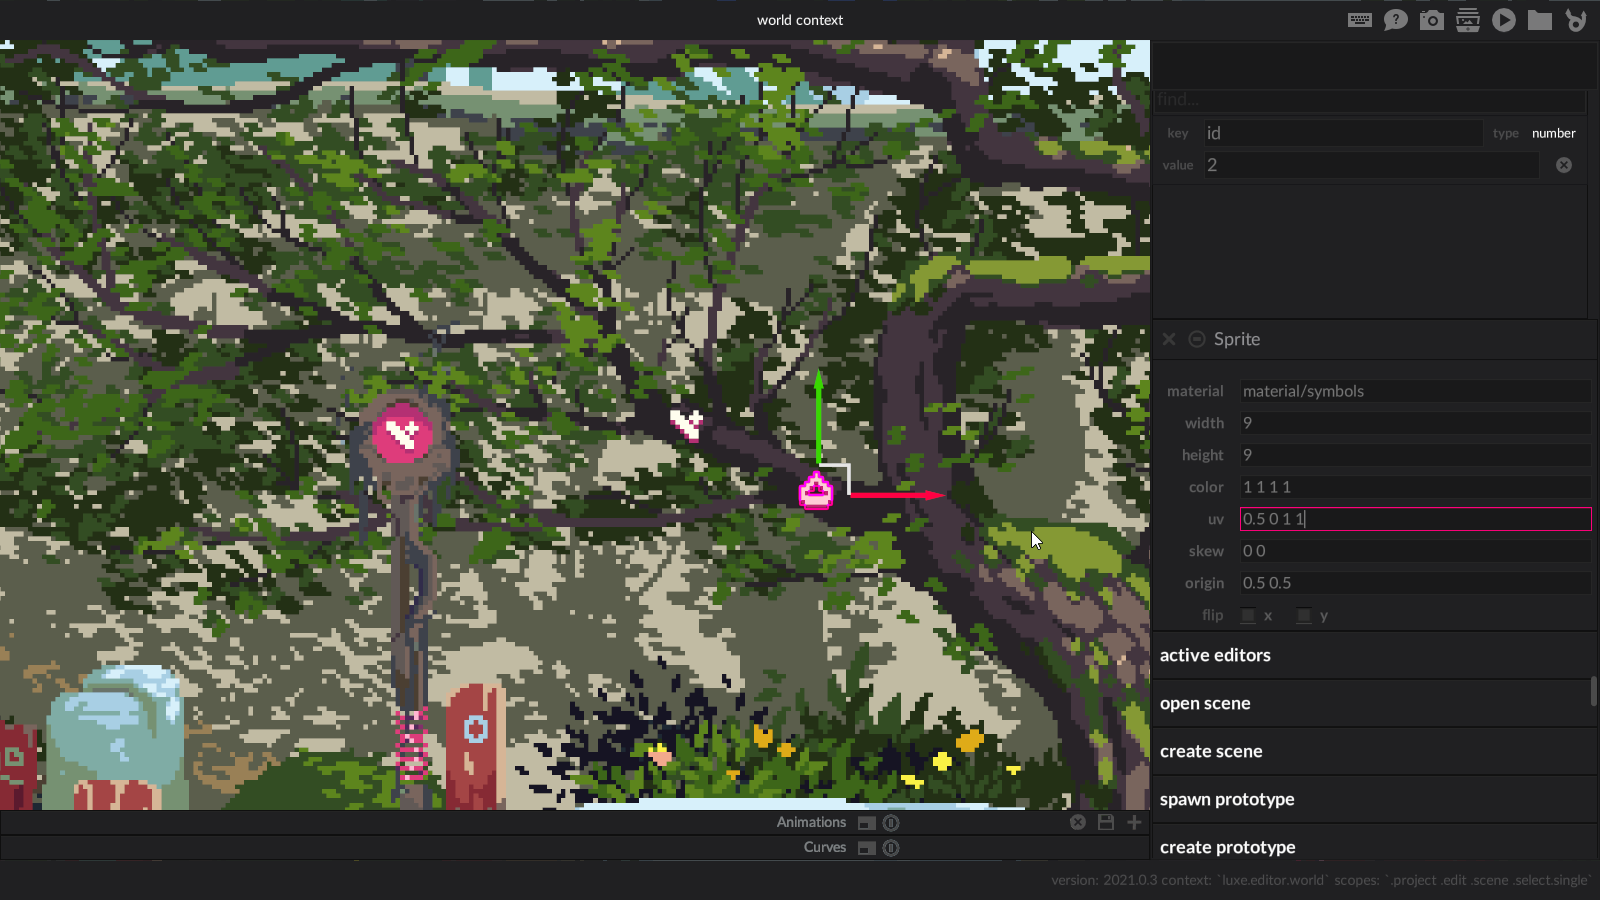 world context
find...
key id type number
value 2
Sprite
material material/symbols
width 9
height 9
color 1 1 1 1
uv 0.5 0 1 1
skew 0 0
origin 0.5 0.5
flip x y
active editors
open scene
create scene
spawn prototype
create prototype
Animations
Curves
version: 2021.0.3 context: `luxe.editor.world` scopes: `.project .edit .scene .select.single`